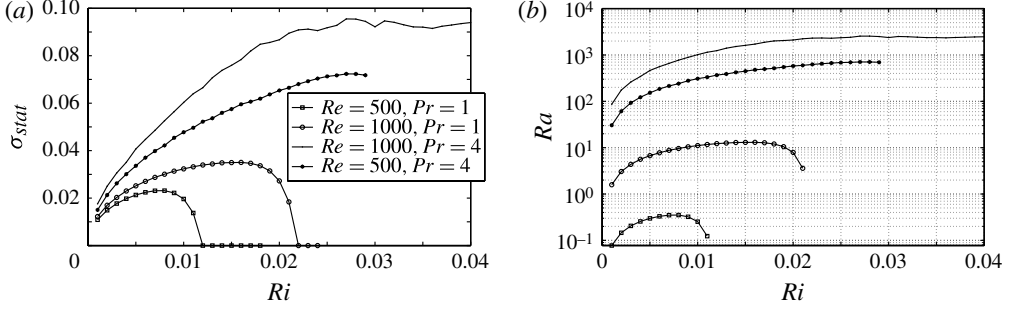 (a)
0.10
0.08
0.06
0.04
0.02
σstat
0
0.01
0.02
0.03
0.04
Ri
Re = 500, Pr = 1
Re = 1000, Pr = 1
Re = 1000, Pr = 4
Re = 500, Pr = 4
(b)
10^4
10^3
10^2
10^1
10^0
10^−1
Ra
0
0.01
0.02
0.03
0.04
Ri